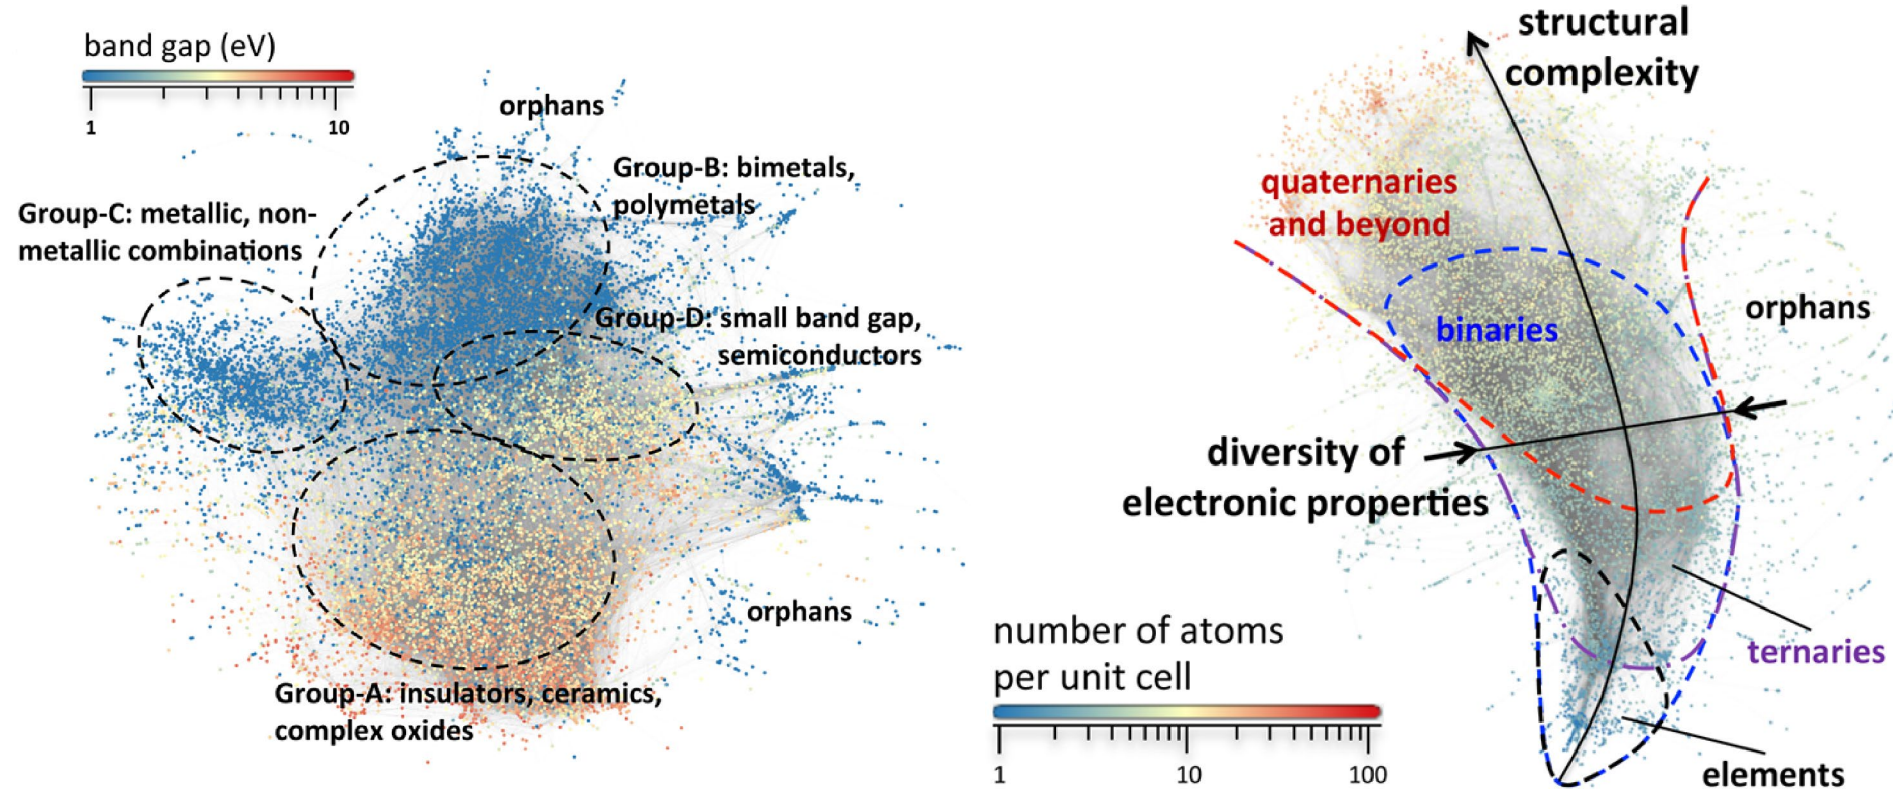 band gap (eV)
1
10
orphans
Group-B: bimetals,
polymetals
Group-C: metallic, non-
metallic combinations
Group-D: small band gap,
semiconductors
orphans
Group-A: insulators, ceramics,
complex oxides
structural
complexity
quaternaries
and beyond
binaries
orphans
diversity of
electronic properties
number of atoms
per unit cell
1
10
100
ternaries
elements